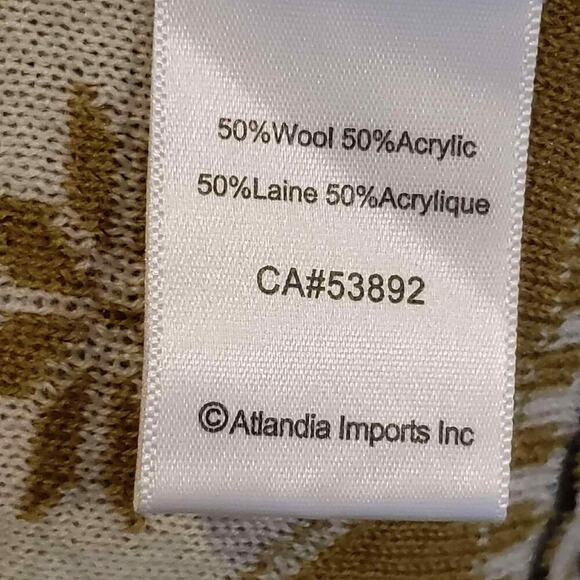 50%Wool 50%Acrylic
50%Laine 50%Acrylique
CA#53892
©Atlandia Imports Inc